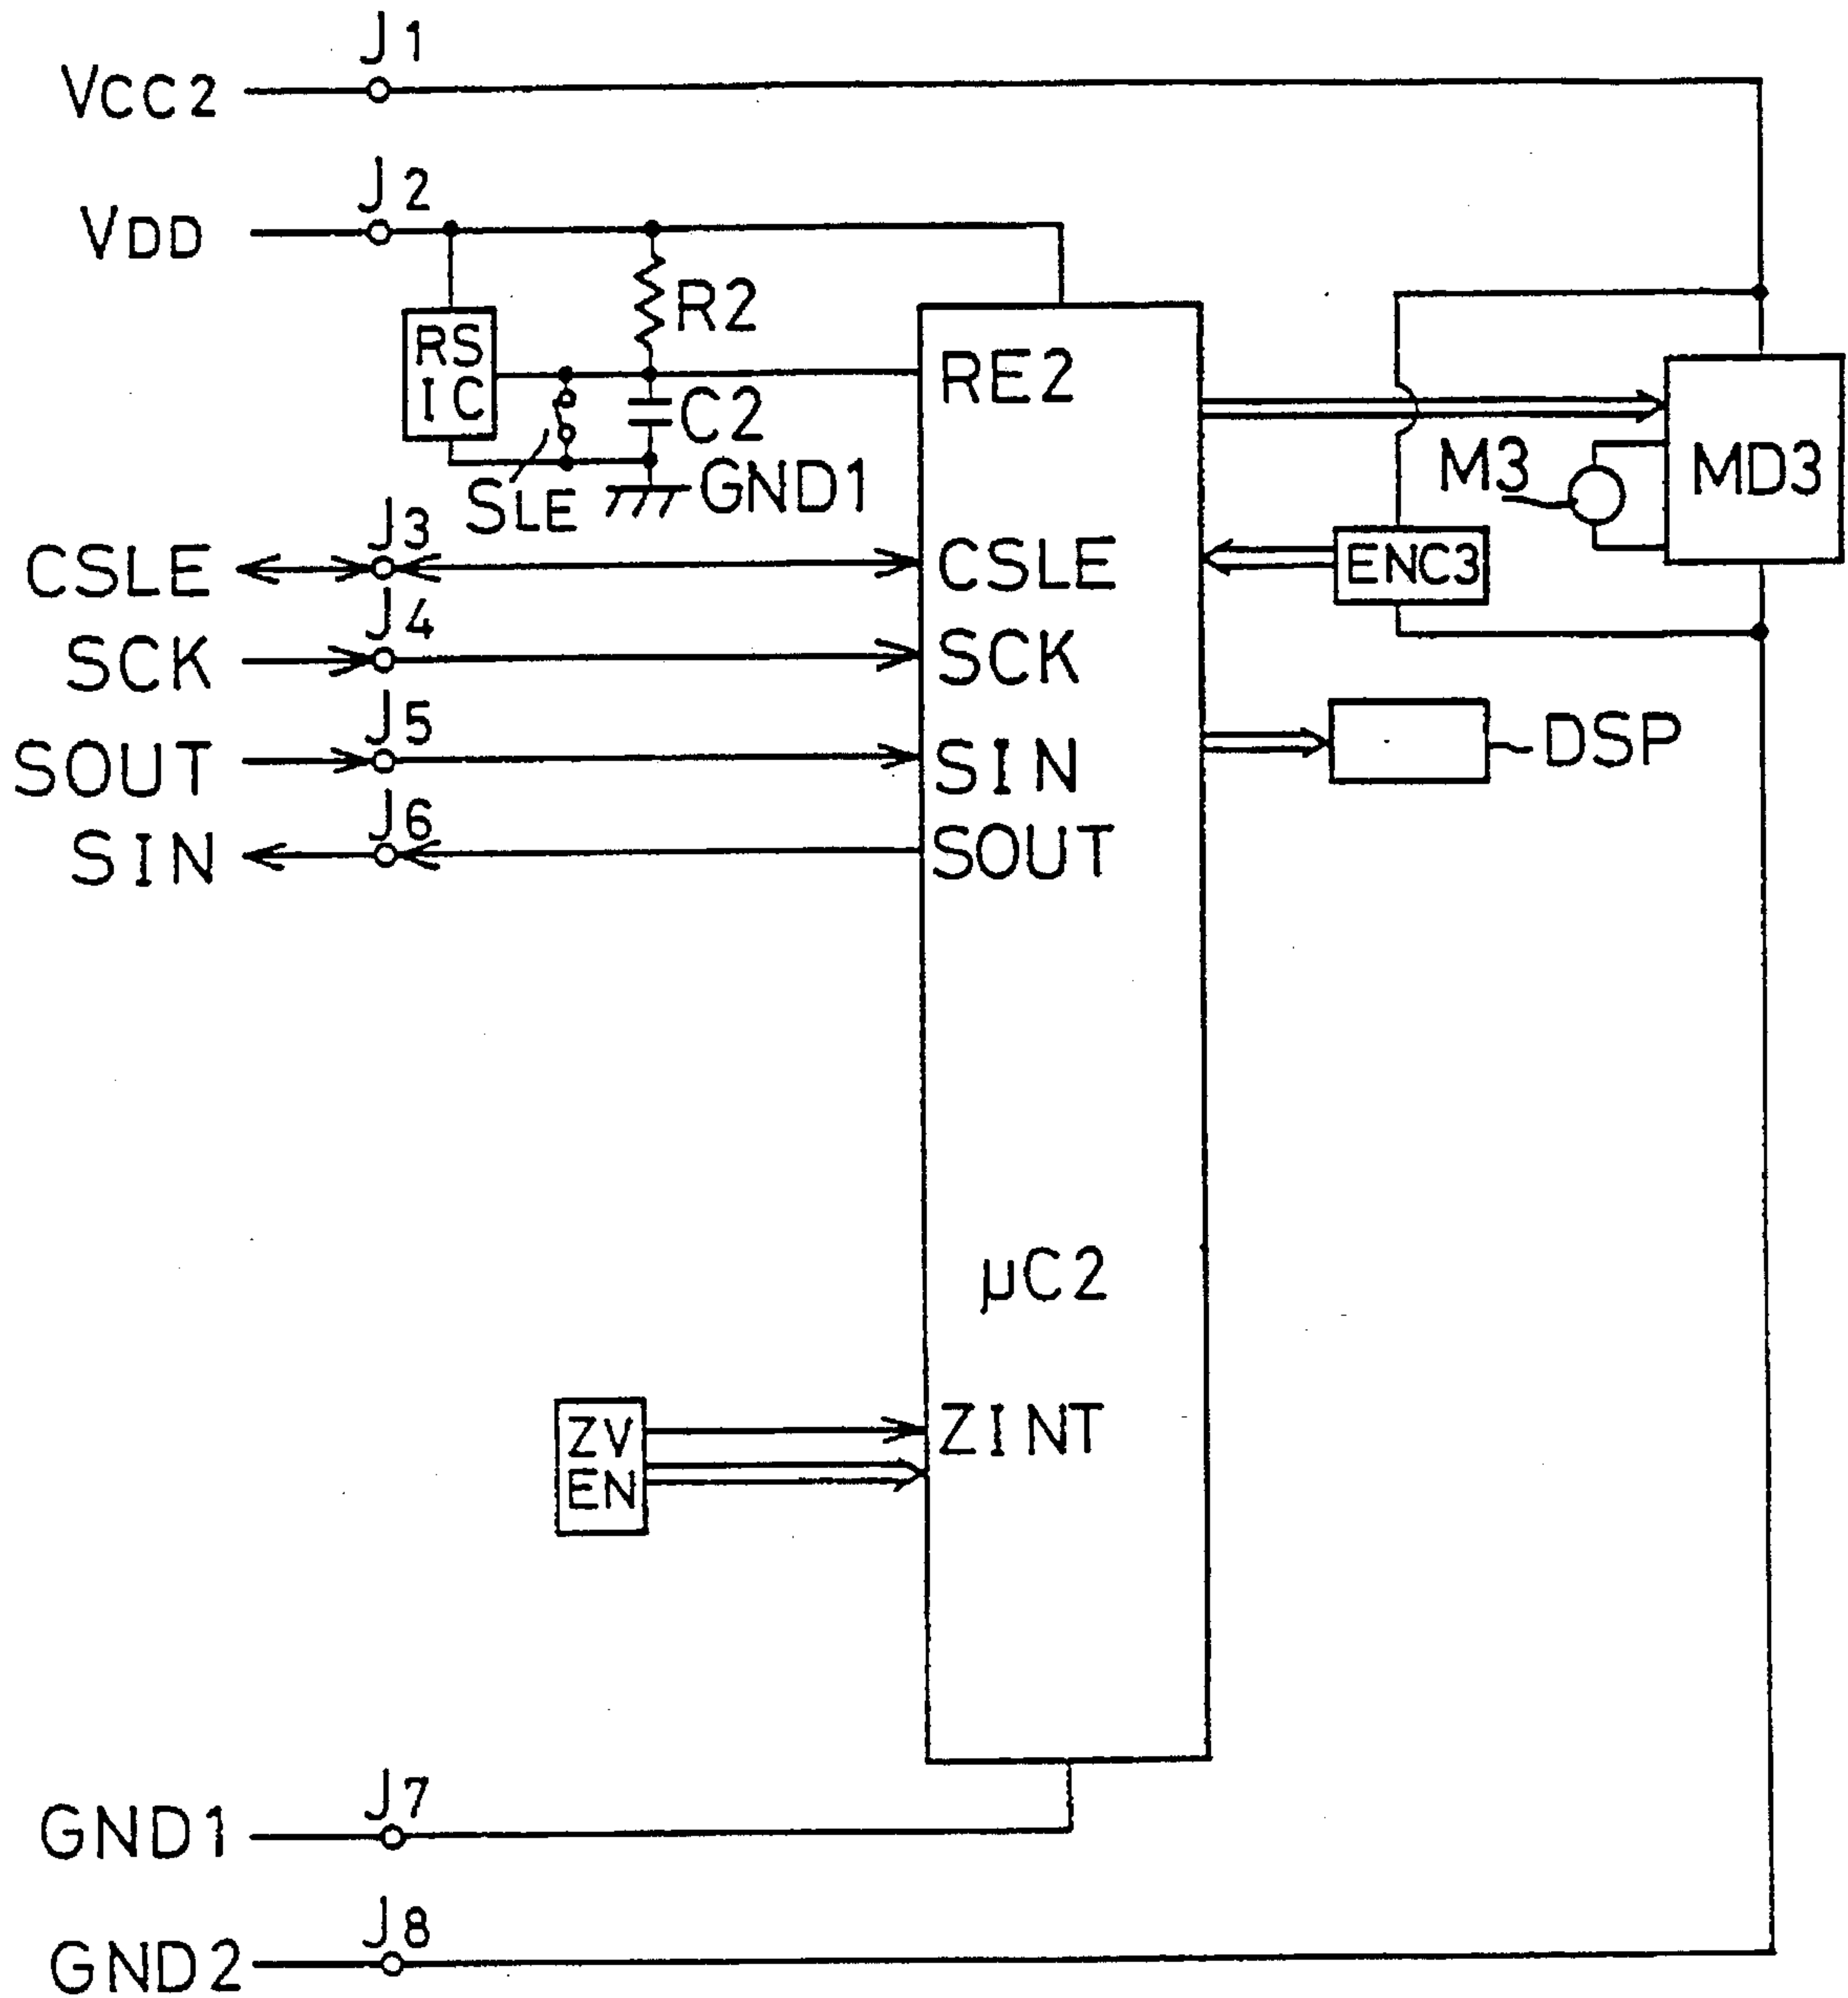 J1
VCC2
J2
VDD
R2
RS
IC
RE2
C2
SLE
GND1
M3
MD3
J3
CSLE
CSLE
ENC3
J4
SCK
SCK
J5
SOUT
SIN
DSP
J6
SIN
SOUT
μC2
ZV
EN
ZINT
J7
GND1
J8
GND2